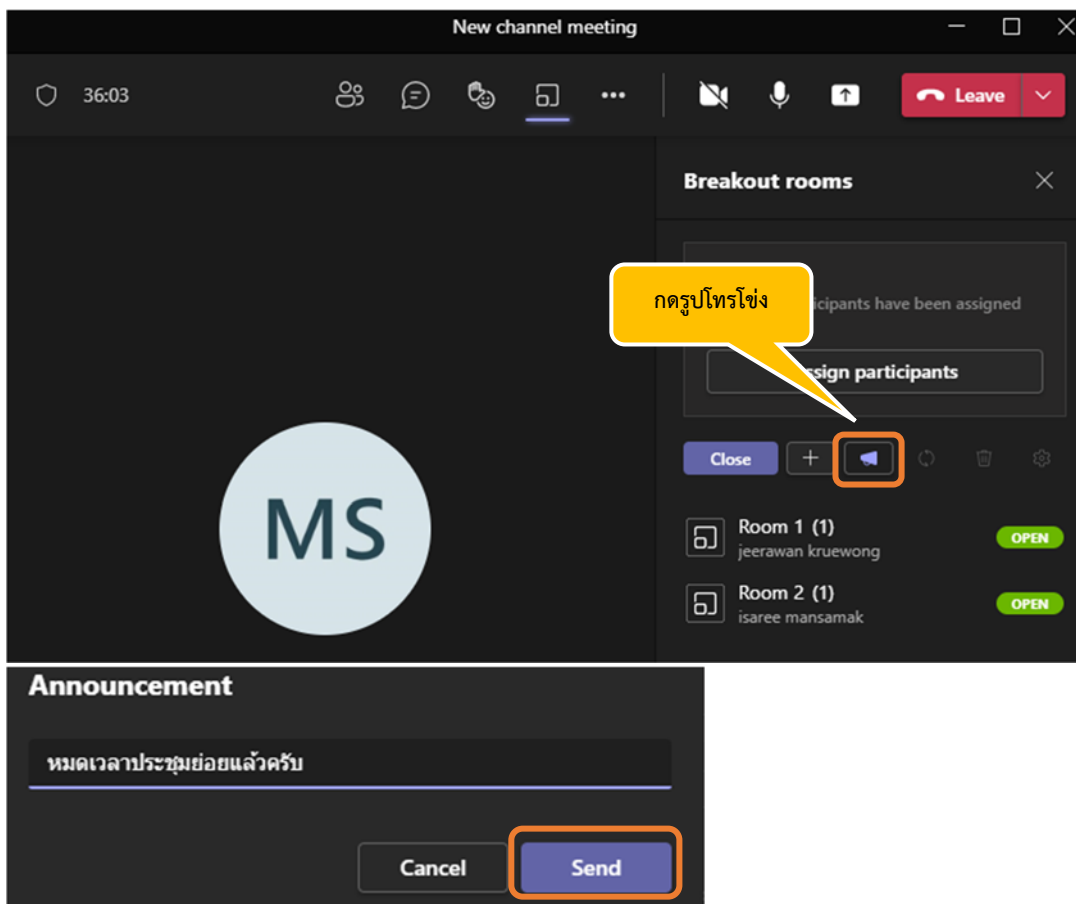 New channel meeting
36:03
Leave
Breakout rooms
กดรูปโทรโข่ง
have been assigned
participants
Close
Room 1 (1)
OPEN
jeerawan kruewong
Room 2 (1)
OPEN
isaree mansamak
MS
Announcement
หมดเวลาประชุมย่อยแล้วครับ
Cancel
Send